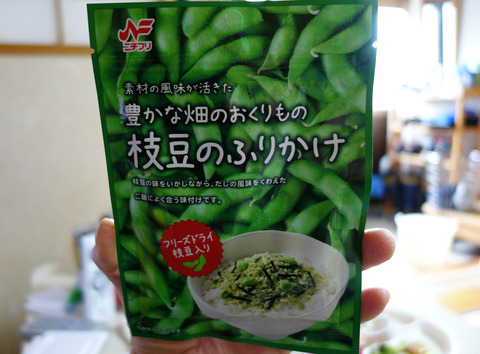 ニチフリ
素材の風味が活きた
豊かな畑のおくりもの
枝豆のふりかけ
枝豆の味をいかしながら、だしの風味をくわえた
ご飯によく合う味付けです。
フリーズドライ
枝豆入り